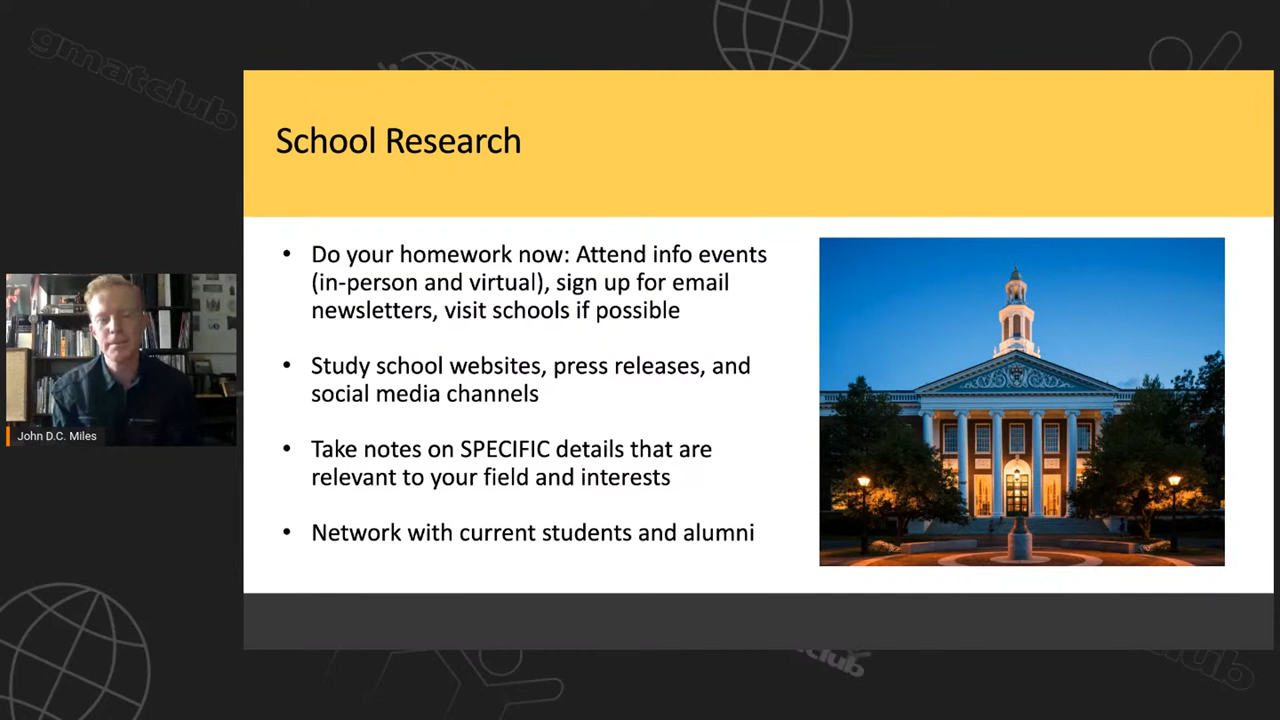 gmatclub
School Research
• Do your homework now: Attend info events
(in-person and virtual), sign up for email
newsletters, visit schools if possible
• Study school websites, press releases, and
social media channels
• Take notes on SPECIFIC details that are
relevant to your field and interests
• Network with current students and alumni
John D.C. Miles
club